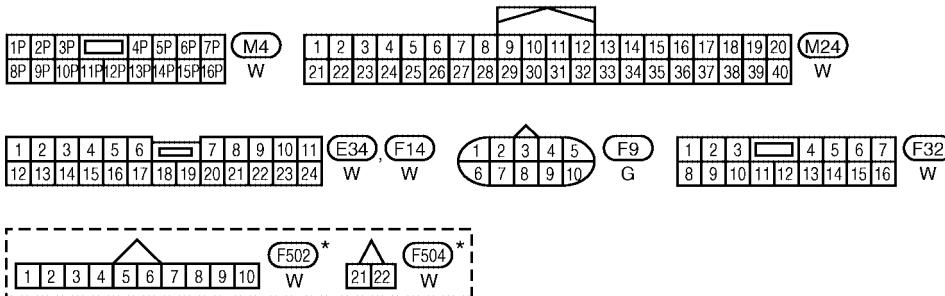 1P 2P 3P 4P 5P 6P 7P M4
8P 9P 10P 11P 12P 13P 14P 15P 16P W
1 2 3 4 5 6 7 8 9 10 11 12 13 14 15 16 17 18 19 20 M24
21 22 23 24 25 26 27 28 29 30 31 32 33 34 35 36 37 38 39 40 W
1 2 3 4 5 6 7 8 9 10 11 E34 , F14
12 13 14 15 16 17 18 19 20 21 22 23 24 W W
1 2 3 4 5 F9
6 7 8 9 10 G
1 2 3 4 5 6 7 F32
8 9 10 11 12 13 14 15 16 W
F502 *
1 2 3 4 5 6 7 8 9 10 W
F504 *
21 22 W